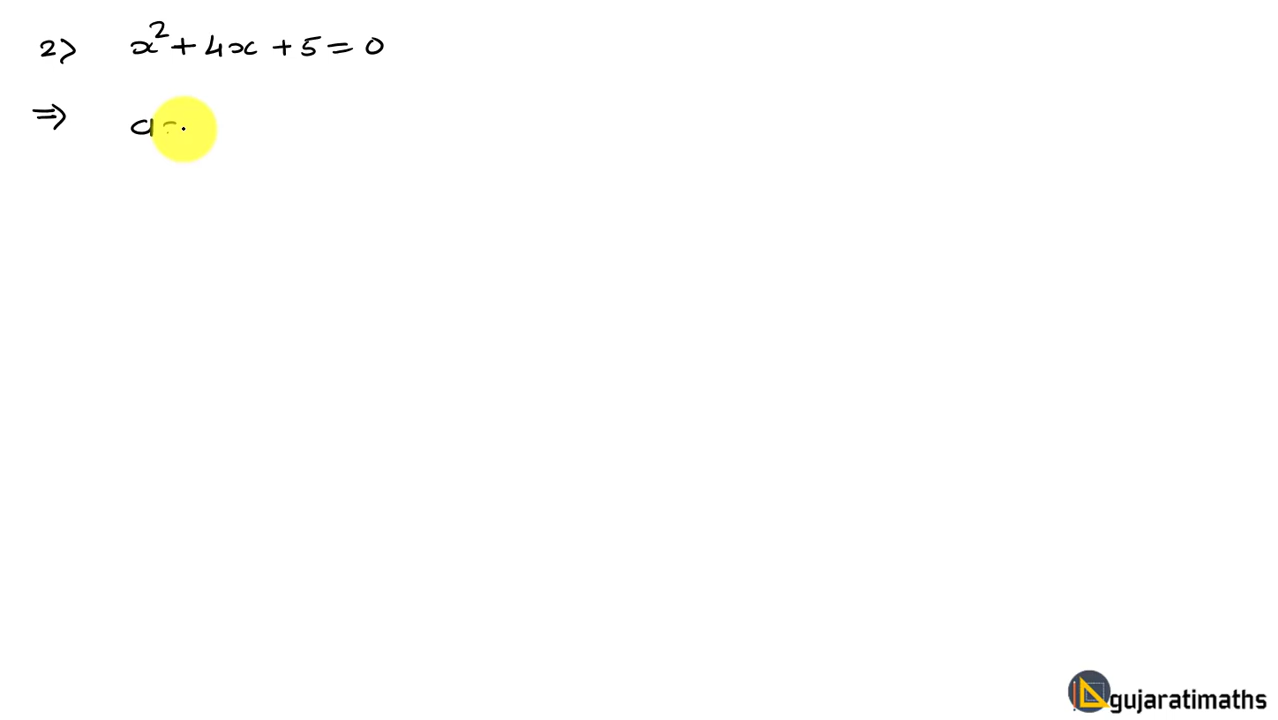 2> x² + 4x + 5 = 0
⇒ a =
gujaratimaths